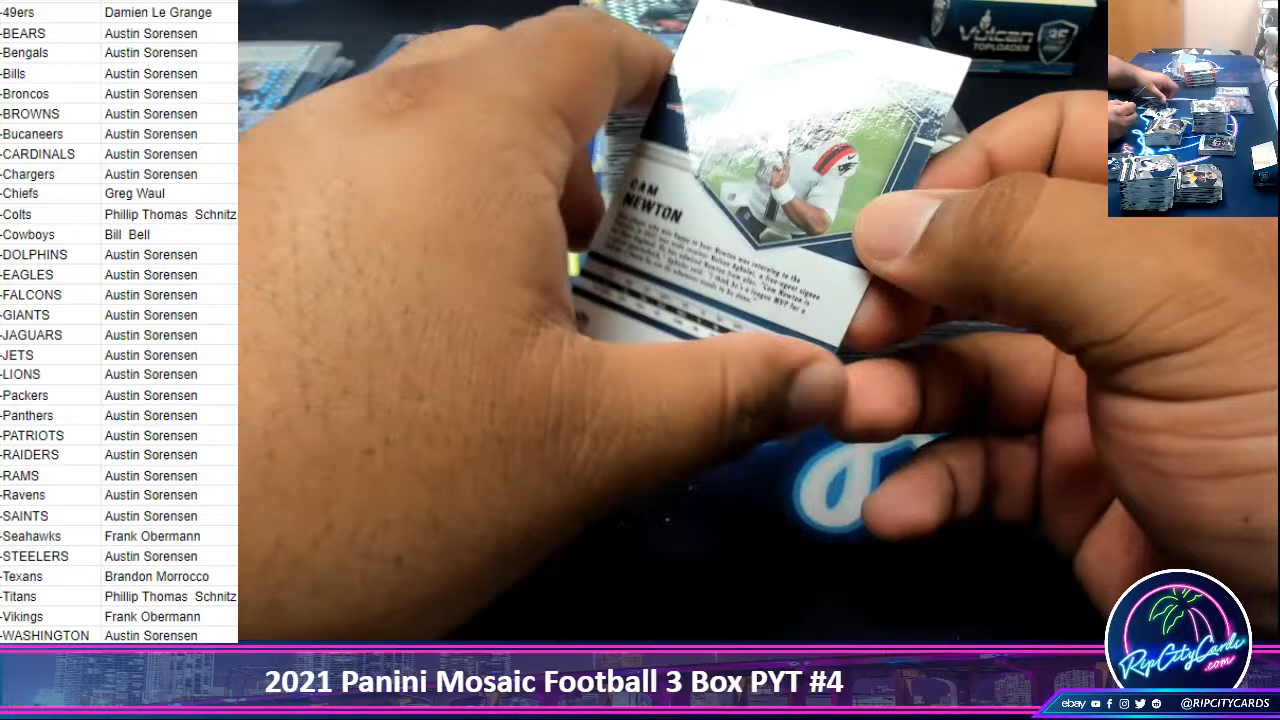 -49ers Damien Le Grange
-BEARS Austin Sorensen
-Bengals Austin Sorensen
-Bills Austin Sorensen
-Broncos Austin Sorensen
-BROWNS Austin Sorensen
-Bucaneers Austin Sorensen
-CARDINALS Austin Sorensen
-Chargers Austin Sorensen
-Chiefs Greg Waul
-Colts Phillip Thomas Schnitz
-Cowboys Bill Bell
-DOLPHINS Austin Sorensen
-EAGLES Austin Sorensen
-FALCONS Austin Sorensen
-GIANTS Austin Sorensen
-JAGUARS Austin Sorensen
-JETS Austin Sorensen
-LIONS Austin Sorensen
-Packers Austin Sorensen
-Panthers Austin Sorensen
-PATRIOTS Austin Sorensen
-RAIDERS Austin Sorensen
-RAMS Austin Sorensen
-Ravens Austin Sorensen
-SAINTS Austin Sorensen
-Seahawks Frank Obermann
-STEELERS Austin Sorensen
-Texans Brandon Morrocco
-Titans Phillip Thomas Schnitz
-Vikings Frank Obermann
-WASHINGTON Austin Sorensen
Vulcan
TOPLOADER
35
CAM
NEWTON
RipCityCards
.com
2021 Panini Mosaic Football 3 Box PYT #4
ebay @RIPCITYCARDS